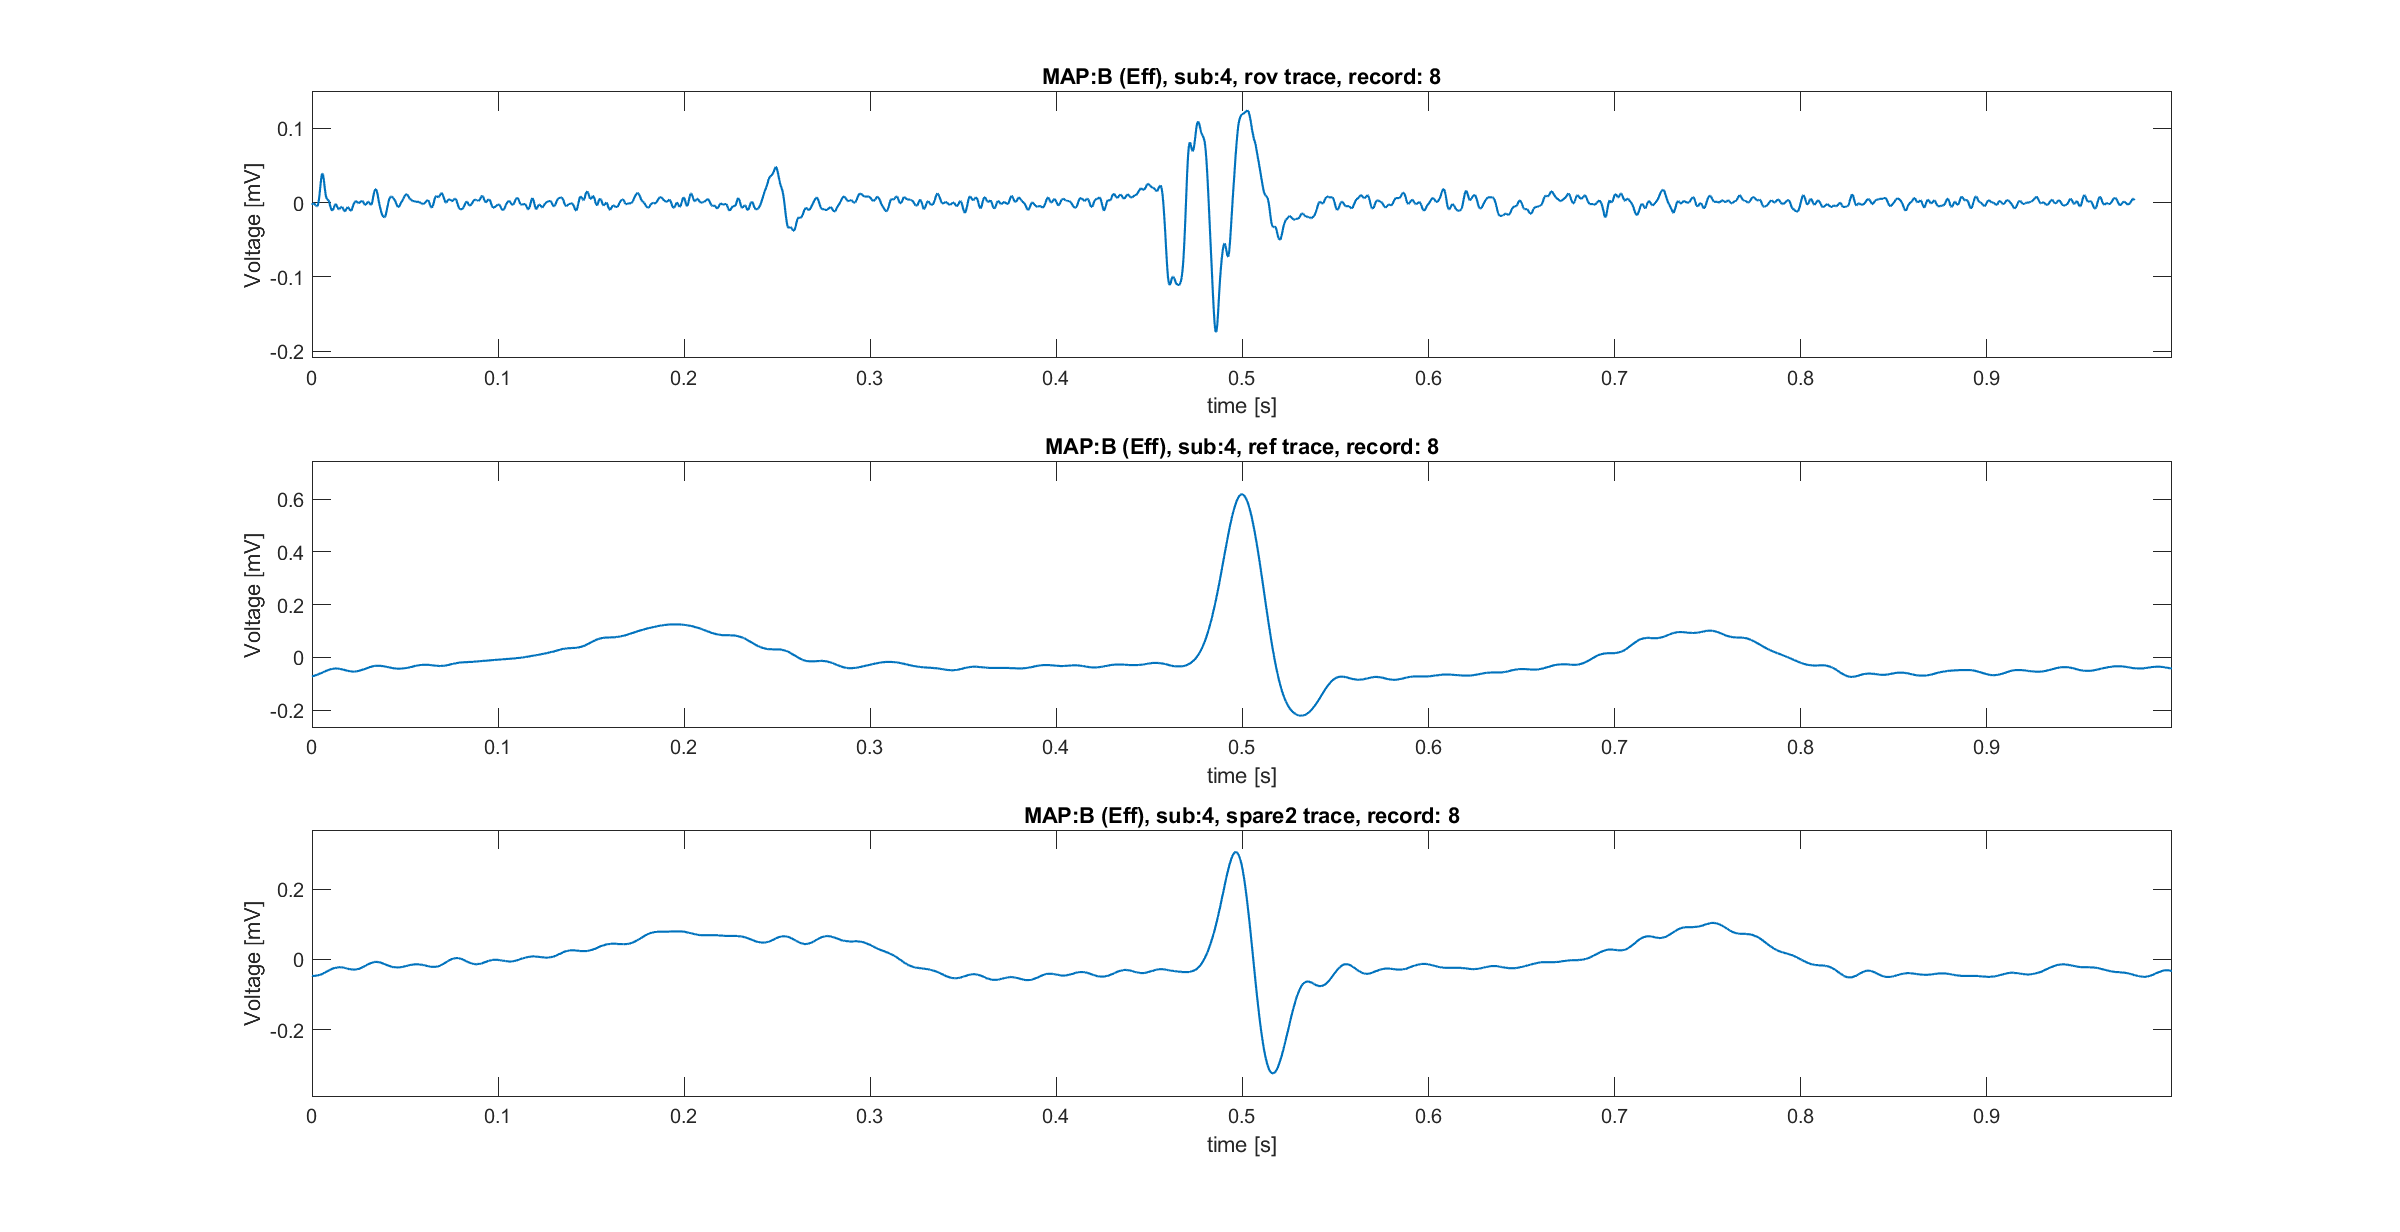 MAP:B (Eff), sub:4, rov trace, record: 8
Voltage [mV]
0.1
0
-0.1
-0.2
0 0.1 0.2 0.3 0.4 0.5 0.6 0.7 0.8 0.9
time [s]
MAP:B (Eff), sub:4, ref trace, record: 8
Voltage [mV]
0.6
0.4
0.2
0
-0.2
0 0.1 0.2 0.3 0.4 0.5 0.6 0.7 0.8 0.9
time [s]
MAP:B (Eff), sub:4, spare2 trace, record: 8
Voltage [mV]
0.2
0
-0.2
0 0.1 0.2 0.3 0.4 0.5 0.6 0.7 0.8 0.9
time [s]